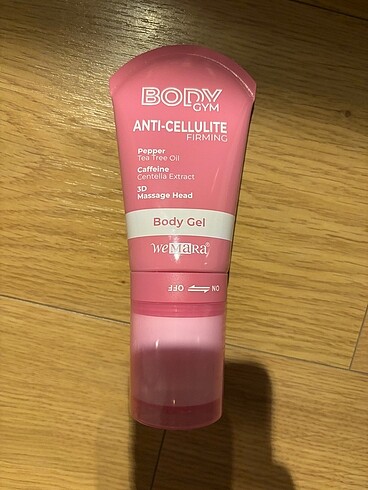 BODY
GYM
ANTI-CELLULITE
FIRMING
Pepper
Tea Tree Oil
Caffeine
Centella Extract
3D
Massage Head
Body Gel
WeMaRa
ON OFF